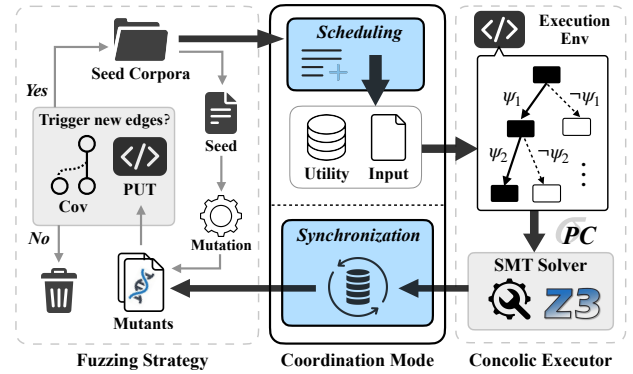 Yes
Seed Corpora
Trigger new edges?
</>
Cov
PUT
No
Seed
Mutation
Mutants
Fuzzing Strategy
Scheduling
Utility
Input
Synchronization
Coordination Mode
</>
Execution
Env
ψ₁
¬ψ₁
ψ₂
¬ψ₂
PC
SMT Solver
Z3
Concolic Executor